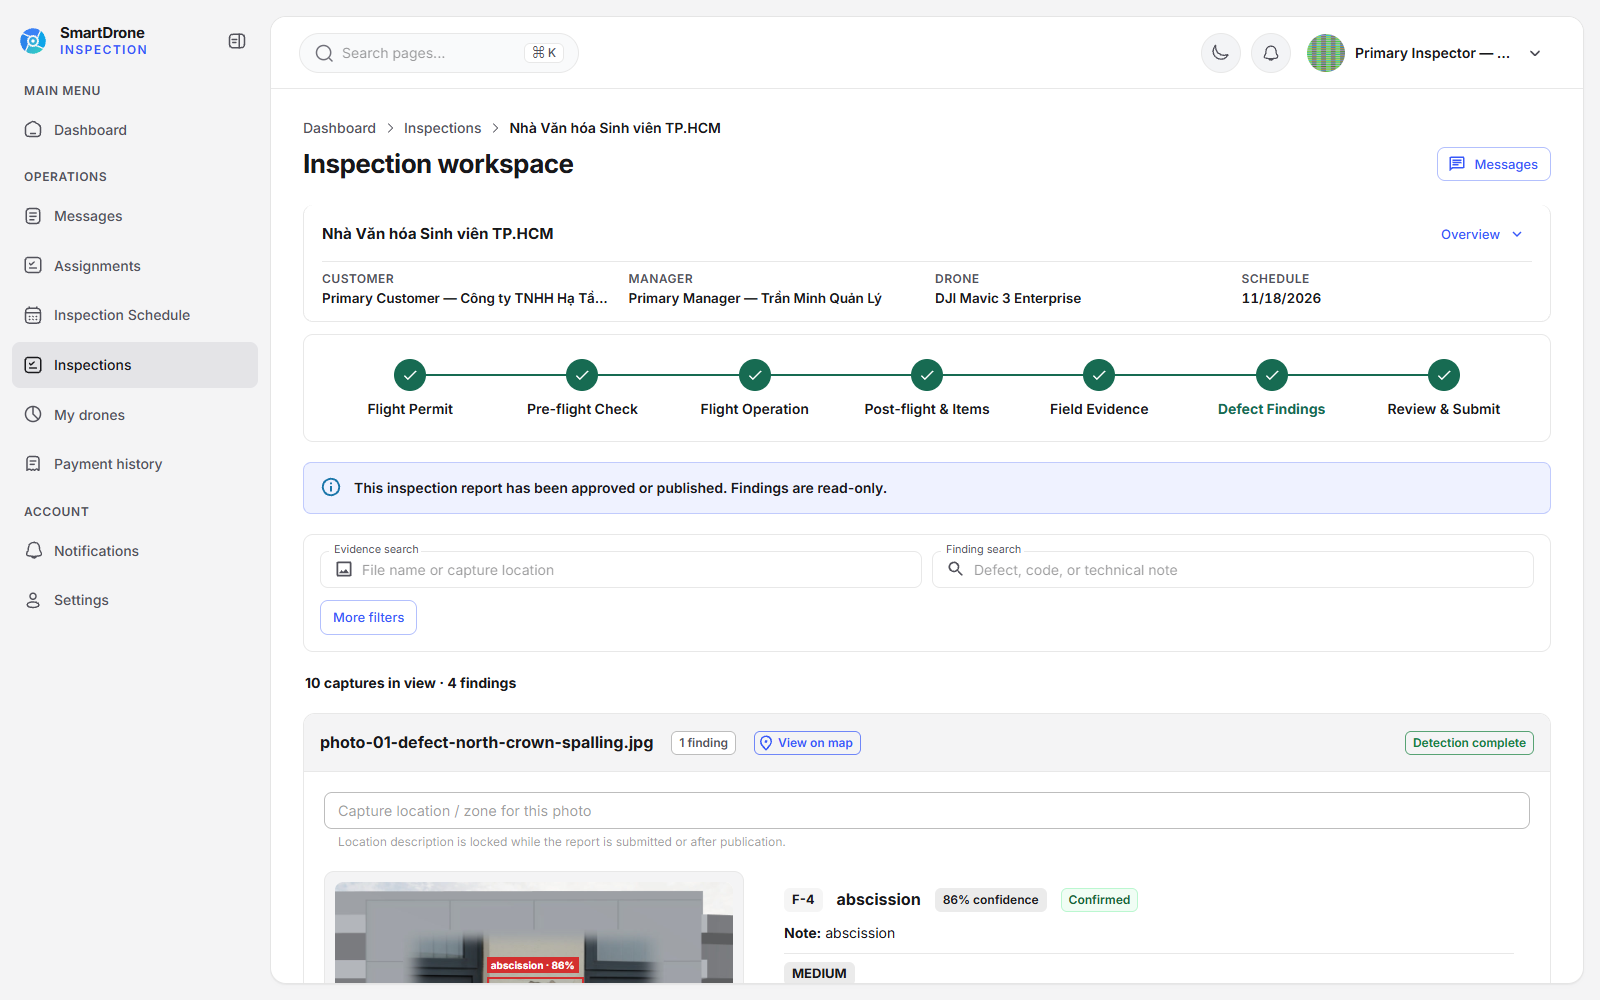 SmartDrone
INSPECTION
MAIN MENU
Dashboard
OPERATIONS
Messages
Assignments
Inspection Schedule
Inspections
My drones
Payment history
ACCOUNT
Notifications
Settings
Search pages...
⌘ K
Primary Inspector — ...
Dashboard > Inspections > Nhà Văn hóa Sinh viên TP.HCM
Inspection workspace
Messages
Nhà Văn hóa Sinh viên TP.HCM
Overview
CUSTOMER
Primary Customer — Công ty TNHH Hạ Tầ...
MANAGER
Primary Manager — Trần Minh Quản Lý
DRONE
DJI Mavic 3 Enterprise
SCHEDULE
11/18/2026
Flight Permit
Pre-flight Check
Flight Operation
Post-flight & Items
Field Evidence
Defect Findings
Review & Submit
This inspection report has been approved or published. Findings are read-only.
Evidence search
File name or capture location
Finding search
Defect, code, or technical note
More filters
10 captures in view · 4 findings
photo-01-defect-north-crown-spalling.jpg
1 finding
View on map
Detection complete
Capture location / zone for this photo
Location description is locked while the report is submitted or after publication.
abscission · 86%
F-4
abscission
86% confidence
Confirmed
Note: abscission
MEDIUM